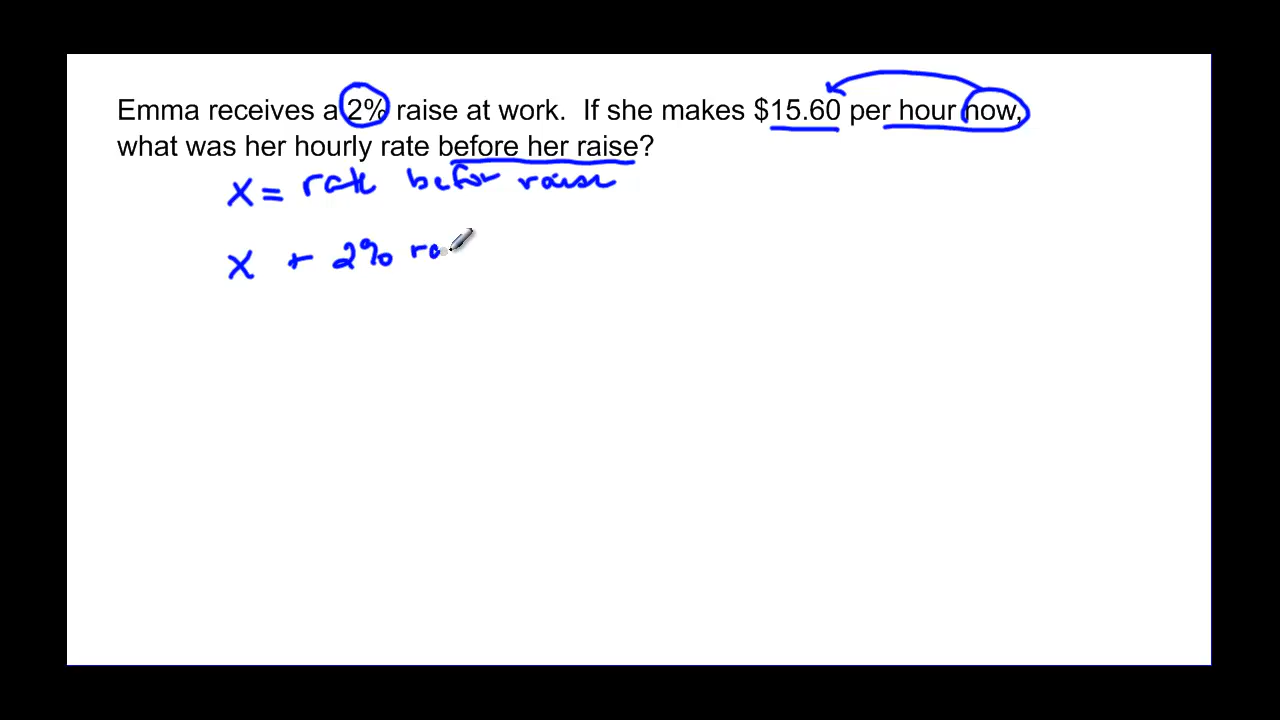 Emma receives a 2% raise at work. If she makes $15.60 per hour now,
what was her hourly rate before her raise?
x = rate before raise
x + 2% ra